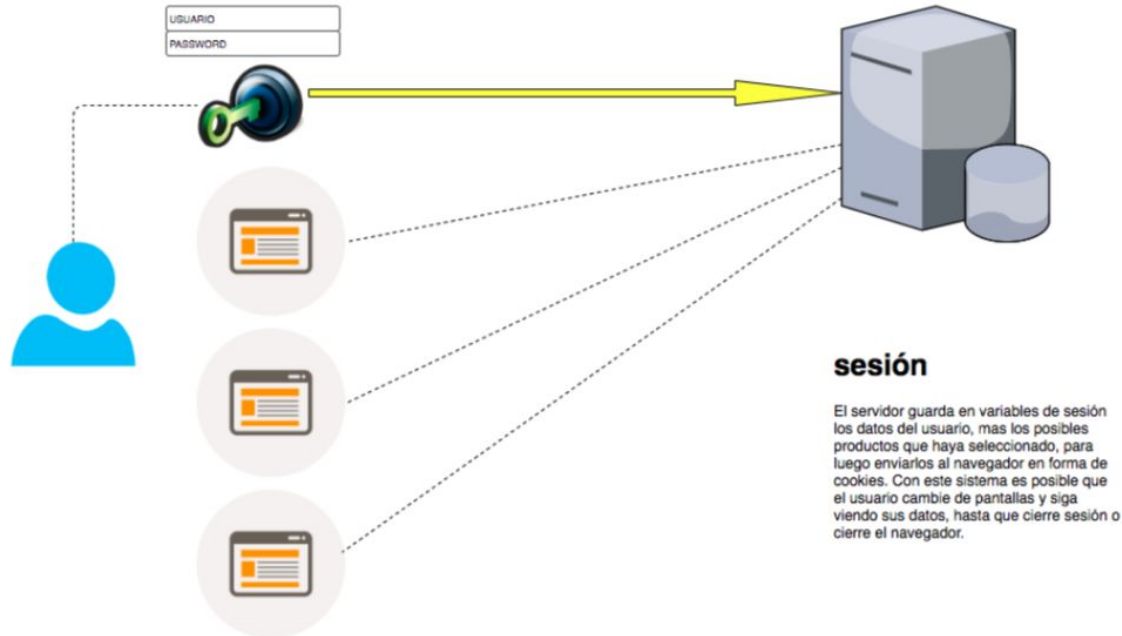 USUARIO
PASSWORD
sesión
El servidor guarda en variables de sesión
los datos del usuario, mas los posibles
productos que haya seleccionado, para
luego enviarlos al navegador en forma de
cookies. Con este sistema es posible que
el usuario cambie de pantallas y siga
viendo sus datos, hasta que cierre sesión o
cierre el navegador.